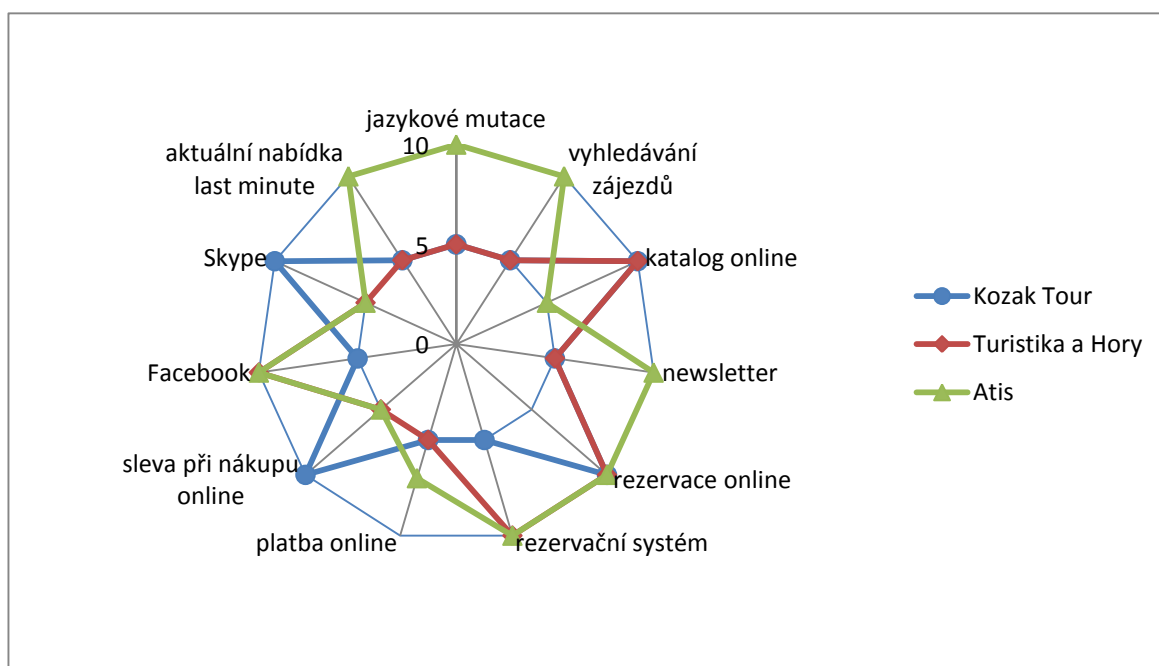 jazykové mutace
10
aktuální nabídka
last minute
vyhledávání
zájezdů
5
Skype
katalog online
Kozak Tour
0
Facebook
newsletter
Turistika a Hory
Atis
sleva při nákupu
online
rezervace online
platba online
rezervační systém